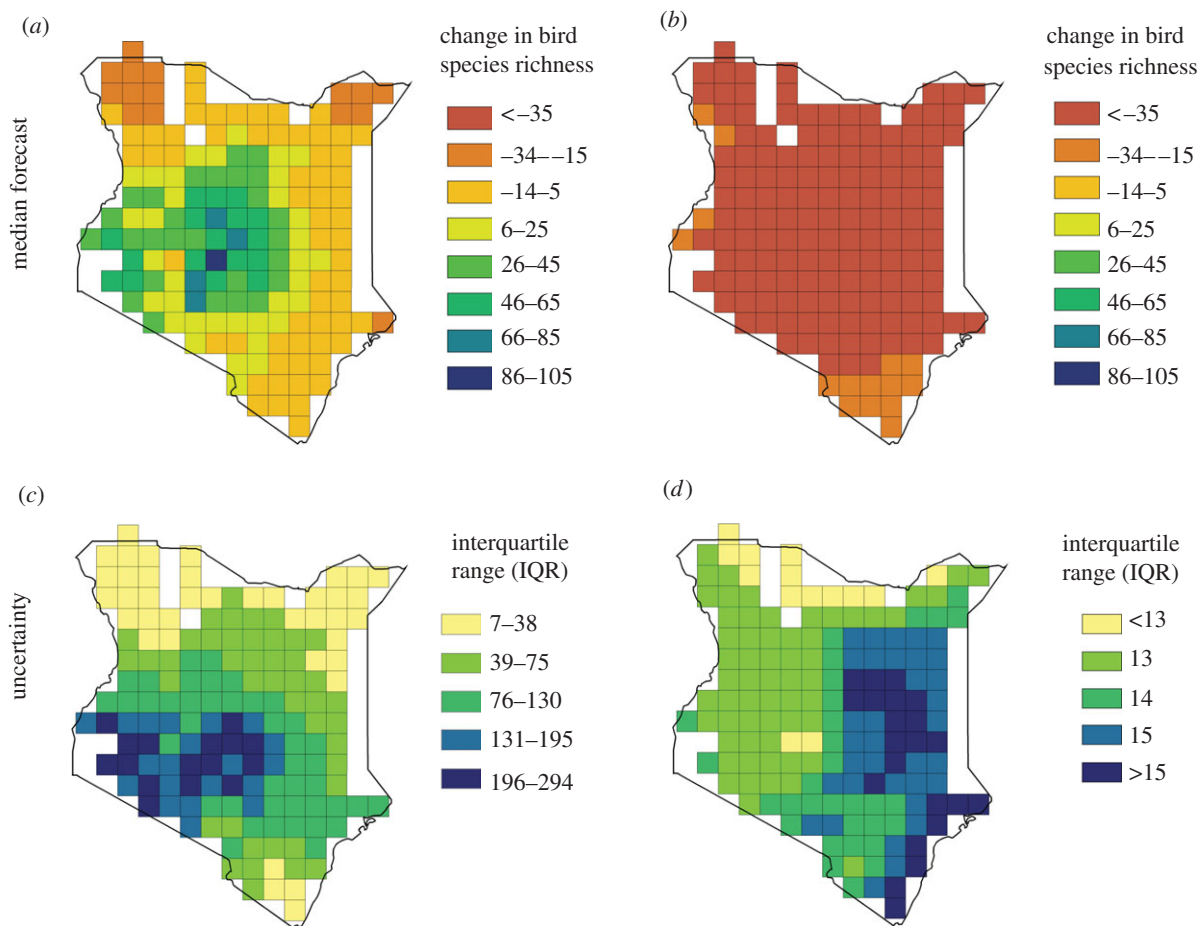 (a)
change in bird
species richness
<–35
–34–-15
–14–5
6–25
26–45
46–65
66–85
86–105
median forecast
(b)
change in bird
species richness
<–35
–34–-15
–14–5
6–25
26–45
46–65
66–85
86–105
(c)
interquartile
range (IQR)
7–38
39–75
76–130
131–195
196–294
uncertainty
(d)
interquartile
range (IQR)
<13
13
14
15
>15